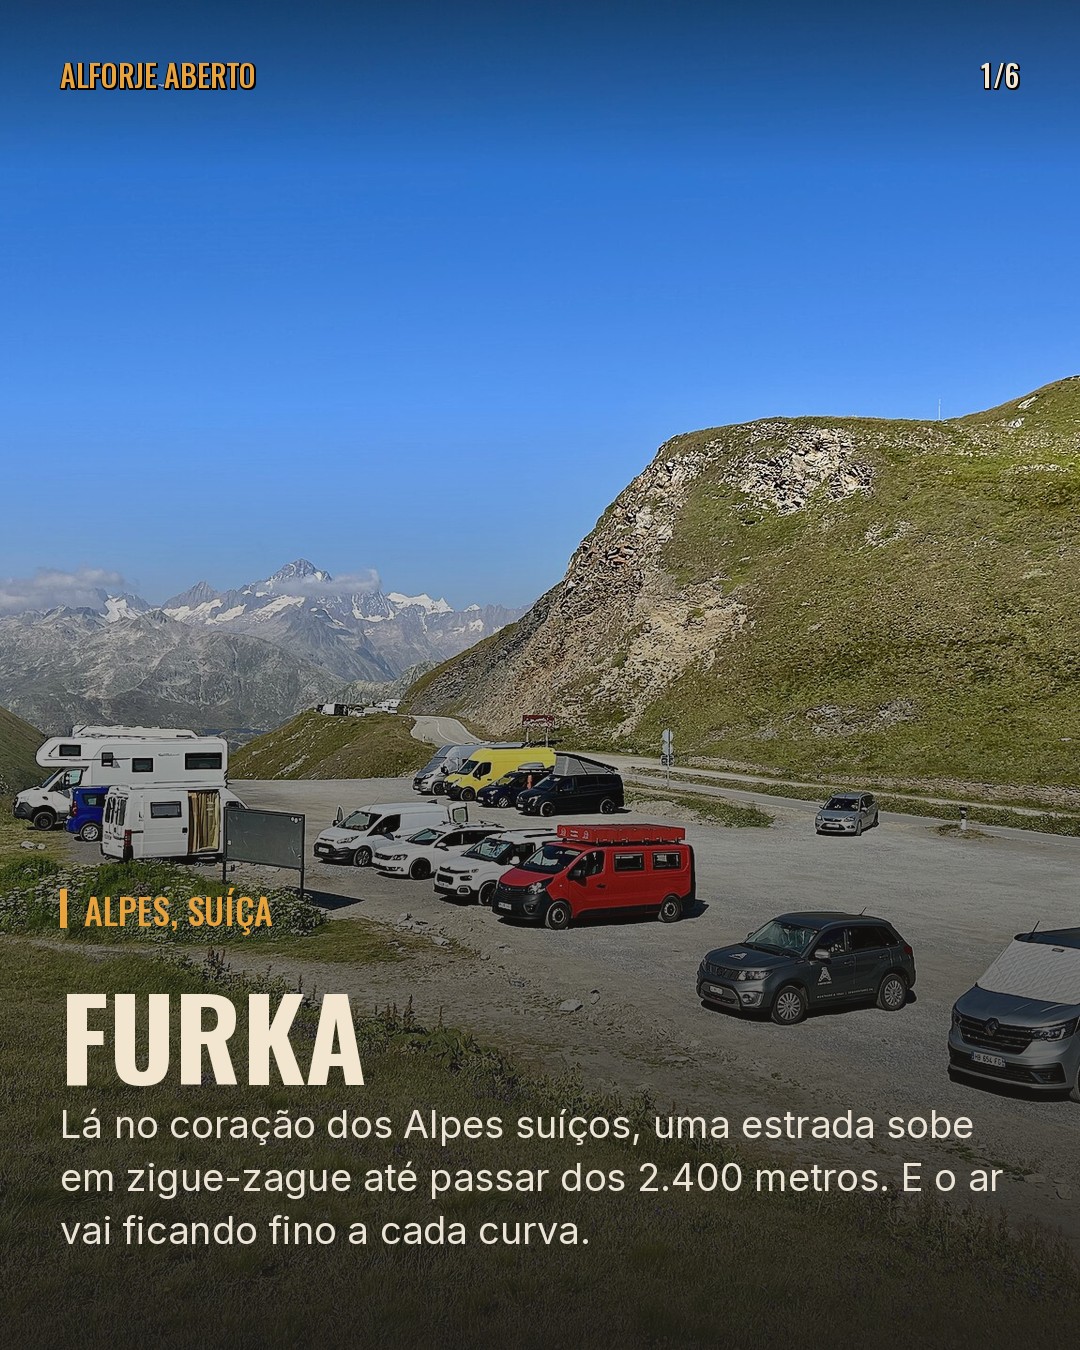 ALFORJE ABERTO
1/6
ALPES, SUÍÇA
FURKA
Lá no coração dos Alpes suíços, uma estrada sobe
em zigue-zague até passar dos 2.400 metros. E o ar
vai ficando fino a cada curva.